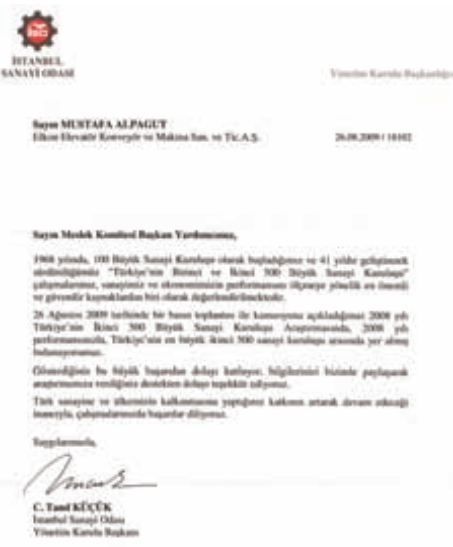 İSTANBUL
SANAYİ ODASI
Yönetim Kurulu Başkanlığı
Sayın MUSTAFA ALPAGUT
Elkon Elevatör Konveyör ve Makina San. ve Tic.A.Ş.
26.08.2009 /
Sayın Meslek Komitesi Başkan Yardımcımız,
1968 yılında, 100 Büyük Sanayi Kuruluşu olarak başladığımız ve 41 yıldır geliştirerek
sürdürdüğümüz "Türkiye'nin Birinci ve İkinci 500 Büyük Sanayi Kuruluşu"
çalışmalarımız, sanayimiz ve ekonomimizin performansını ölçmeye yönelik en önemli
ve güvenilir kaynaklardan biri olarak değerlendirilmektedir.
26 Ağustos 2009 tarihinde bir basın toplantısı ile kamuoyuna açıkladığımız 2008 yılı
Türkiye'nin İkinci 500 Büyük Sanayi Kuruluşu Araştırmasında, 2008 yılı
performansınızla, Türkiye'nin en büyük ikinci 500 sanayi kuruluşu arasında yer almış
bulunuyorsunuz.
Gösterdiğiniz bu büyük başarıdan dolayı kutluyor, bilgilerinizi bizimle paylaşarak
araştırmamıza verdiğiniz destekten dolayı teşekkür ediyoruz.
Türk sanayine ve ülkemizin kalkınmasına yaptığınız katkının artarak devam edeceği
inancıyla, çalışmalarınızda başarılar diliyoruz.
Saygılarımızla,
C. Tanıl KÜÇÜK
İstanbul Sanayi Odası
Yönetim Kurulu Başkanı